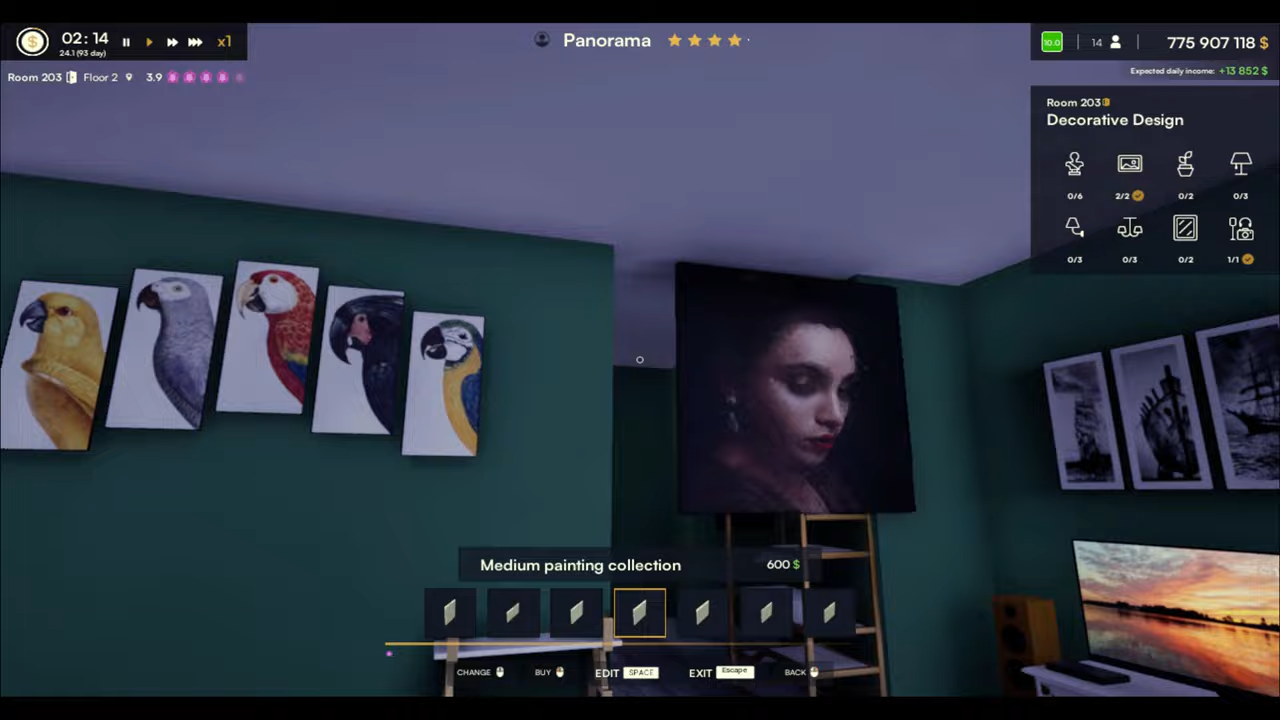 02:14
24.1 (93 day)
x1
Panorama
10.0
14
775 907 118 $
Expected daily income: +13 852 $
Room 203
Floor 2
3.9
Room 203
Decorative Design
0/6
2/2
0/2
0/3
0/3
0/3
0/2
1/1
Medium painting collection 600 $
CHANGE
BUY
EDIT SPACE
EXIT Escape
BACK